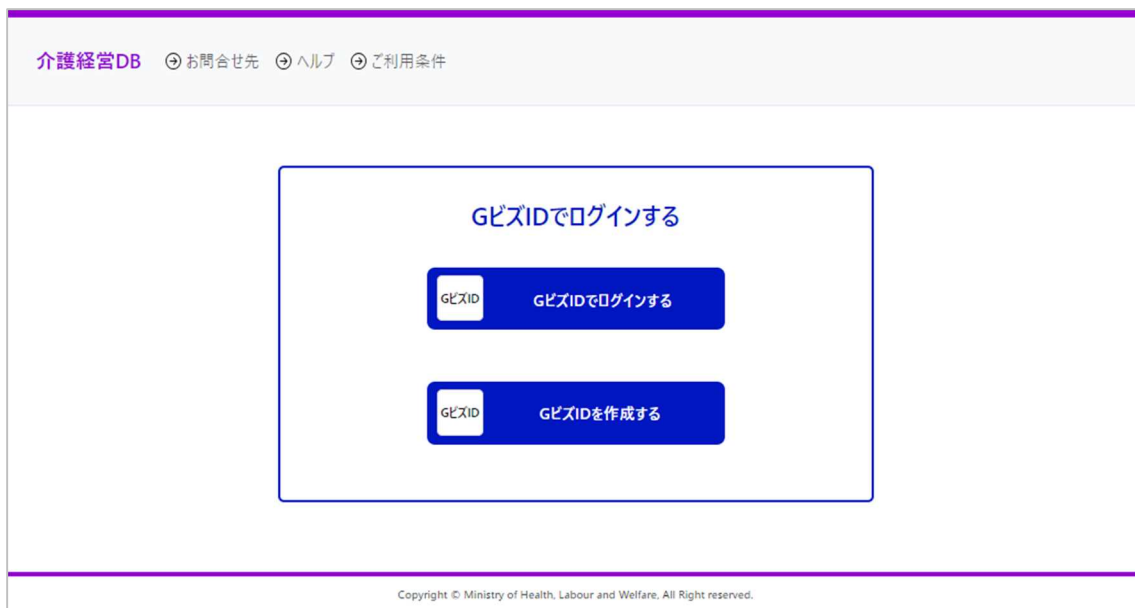 介護経営DB お問合せ先 ヘルプ ご利用条件
GビズIDでログインする
GビズID GビズIDでログインする
GビズID GビズIDを作成する
Copyright © Ministry of Health, Labour and Welfare, All Right reserved.